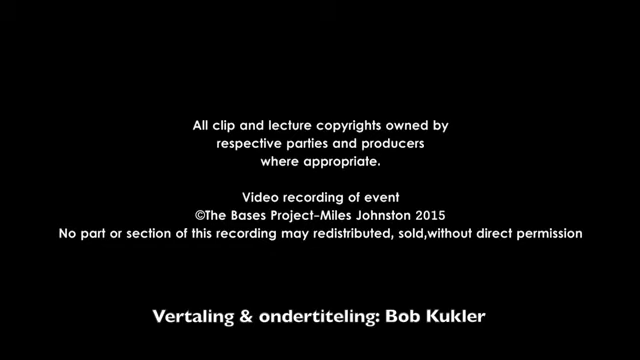 All clip and lecture copyrights owned by
respective parties and producers
where appropriate.
Video recording of event
©The Bases Project-Miles Johnston 2015
No part or section of this recording may redistributed, sold,without direct permission
Vertaling & ondertiteling: Bob Kukler